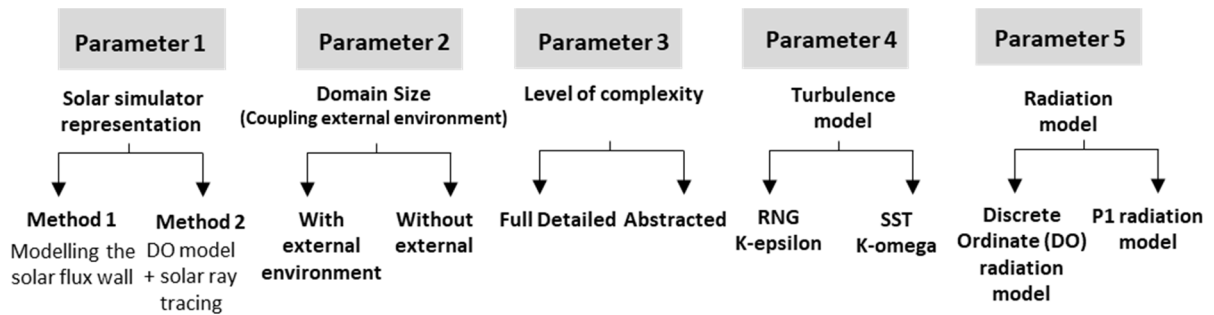 Parameter 1
Solar simulator
representation
Method 1
Modelling the
solar flux wall
Method 2
DO model
+ solar ray
tracing
Parameter 2
Domain Size
(Coupling external environment)
With
external
environment
Without
external
Parameter 3
Level of complexity
Full Detailed
Abstracted
Parameter 4
Turbulence
model
RNG
K-epsilon
SST
K-omega
Parameter 5
Radiation
model
Discrete
Ordinate (DO)
radiation
model
P1 radiation
model